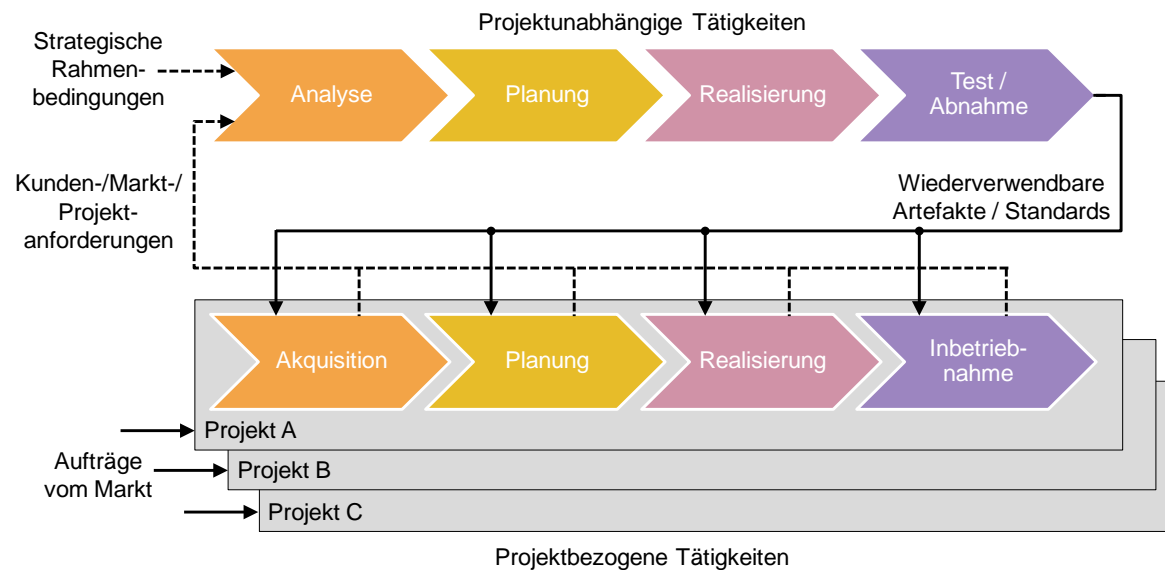 Projektunabhängige Tätigkeiten
Strategische
Rahmen-
bedingungen
Analyse
Planung
Realisierung
Test /
Abnahme
Kunden-/Markt-/
Projekt-
anforderungen
Wiederverwendbare
Artefakte / Standards
Akquisition
Planung
Realisierung
Inbetrieb-
nahme
Projekt A
Aufträge
vom Markt
Projekt B
Projekt C
Projektbezogene Tätigkeiten